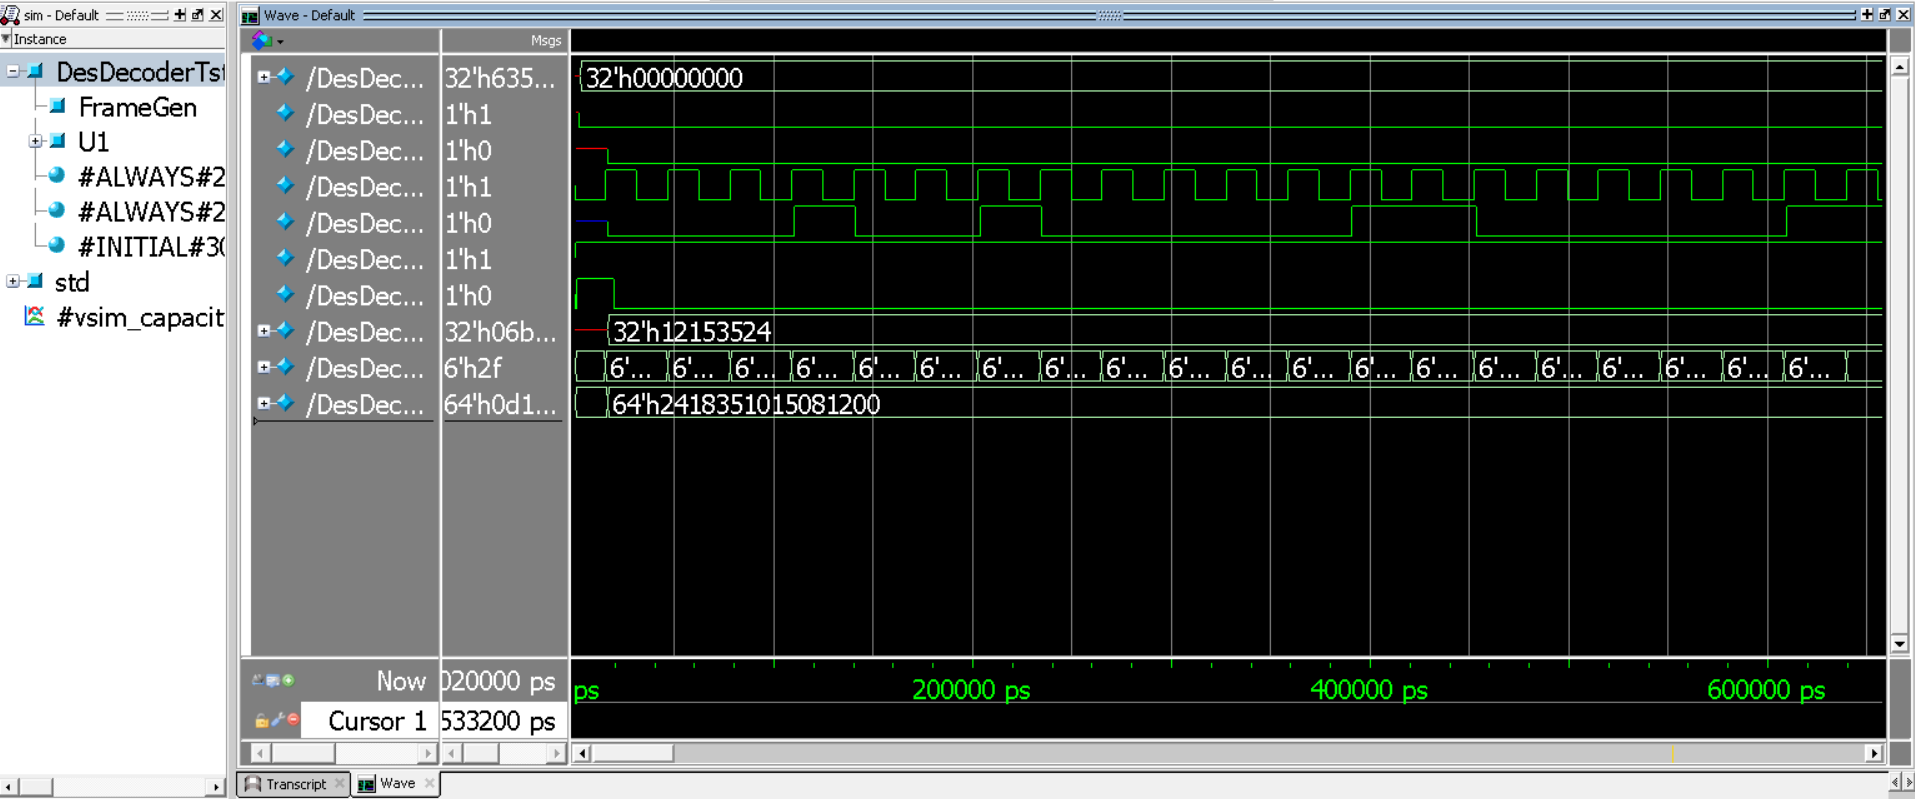 sim - Default
Instance
DesDecoderTst
FrameGen
U1
#ALWAYS#2
#ALWAYS#2
#INITIAL#30
std
#vsim_capacit
Wave - Default
Msgs
/DesDec... 32'h635... 32'h00000000
/DesDec... 1'h1
/DesDec... 1'h0
/DesDec... 1'h1
/DesDec... 1'h0
/DesDec... 1'h1
/DesDec... 1'h0
/DesDec... 32'h06b... 32'h12153524
/DesDec... 6'h2f 6'... 6'... 6'... 6'... 6'... 6'... 6'... 6'... 6'... 6'... 6'... 6'... 6'... 6'... 6'... 6'... 6'... 6'... 6'... 6'...
/DesDec... 64'h0d1... 64'h2418351015081200
Now 020000 ps ps 200000 ps 400000 ps 600000 ps
Cursor 1 533200 ps
Transcript Wave